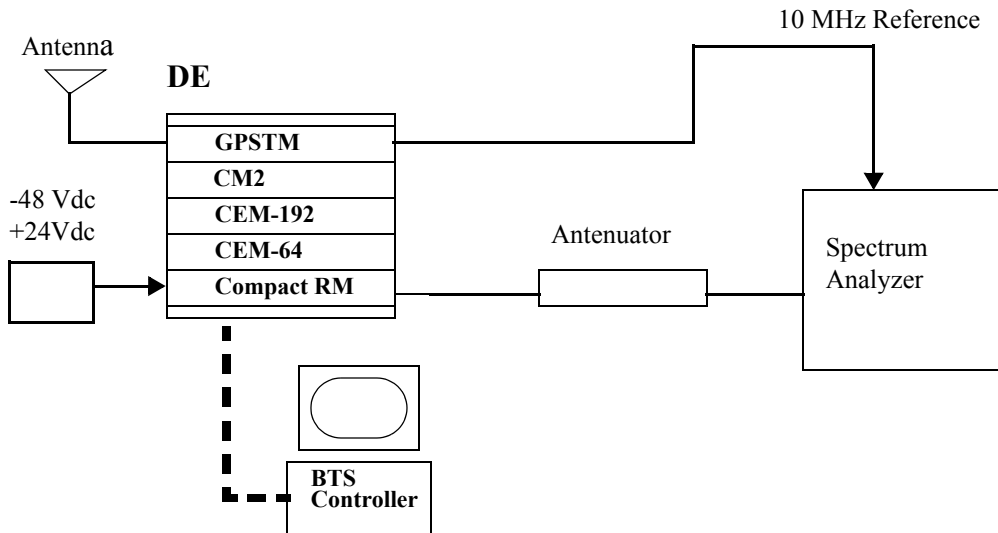 10 MHz Reference
Antenna
DE
GPSTM
CM2
CEM-192
CEM-64
Compact RM
-48 Vdc
+24Vdc
Antenuator
Spectrum
Analyzer
BTS
Controller